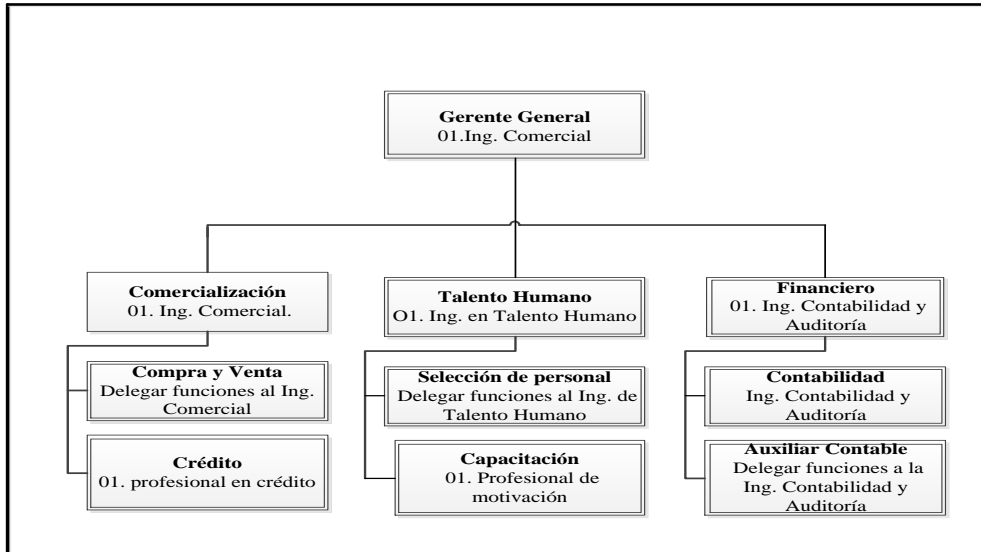 Gerente General
01.Ing. Comercial
Comercialización
01. Ing. Comercial.
Compra y Venta
Delegar funciones al Ing.
Comercial
Crédito
01. profesional en crédito
Talento Humano
O1. Ing. en Talento Humano
Selección de personal
Delegar funciones al Ing. de
Talento Humano
Capacitación
01. Profesional de
motivación
Financiero
01. Ing. Contabilidad y
Auditoría
Contabilidad
Ing. Contabilidad y
Auditoría
Auxiliar Contable
Delegar funciones a la
Ing. Contabilidad y
Auditoría